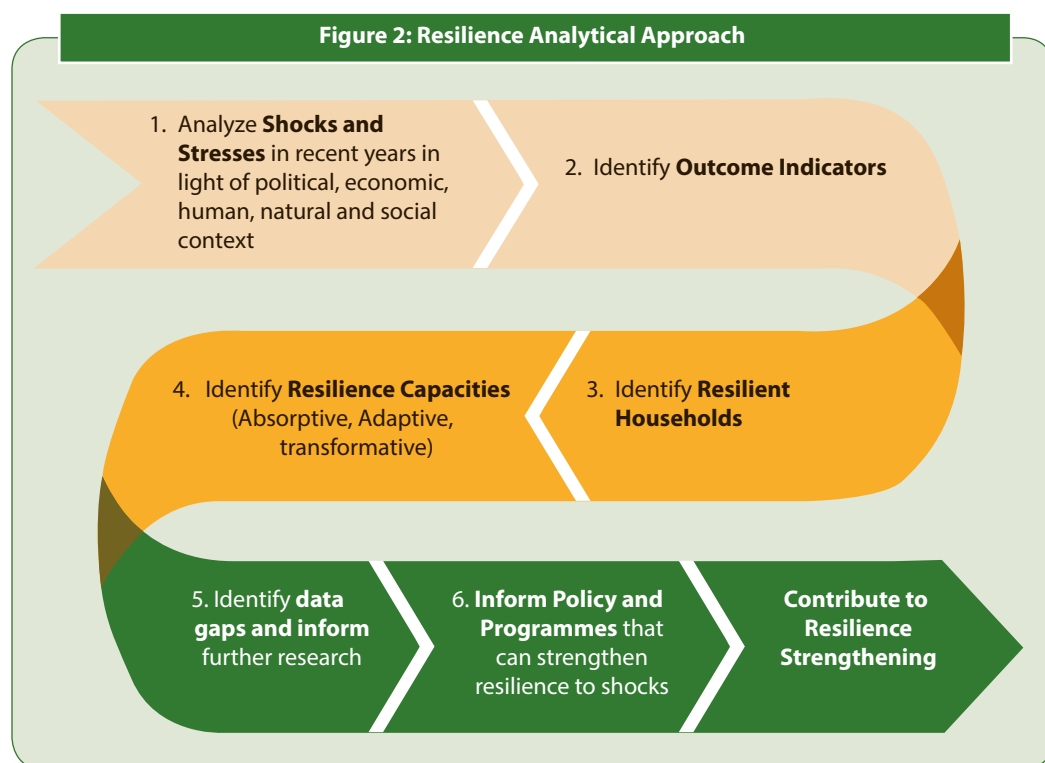 Figure 2: Resilience Analytical Approach
1. Analyze Shocks and
Stresses in recent years in
light of political, economic,
human, natural and social
context
2. Identify Outcome Indicators
3. Identify Resilient
Households
4. Identify Resilience Capacities
(Absorptive, Adaptive,
transformative)
5. Identify data
gaps and inform
further research
6. Inform Policy and
Programmes that
can strengthen
resilience to shocks
Contribute to
Resilience
Strengthening